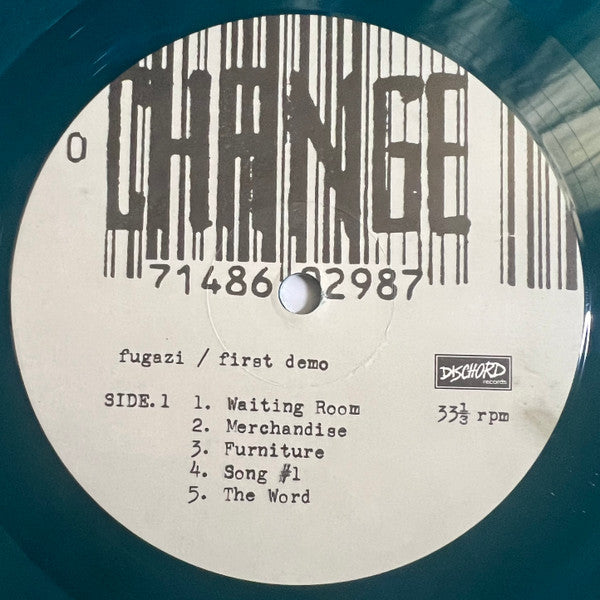 CHANGE
0
71486 02987
fugazi / first demo
DISCHORD
records
SIDE.1 1. Waiting Room
33⅓ rpm
2. Merchandise
3. Furniture
4. Song #1
5. The Word